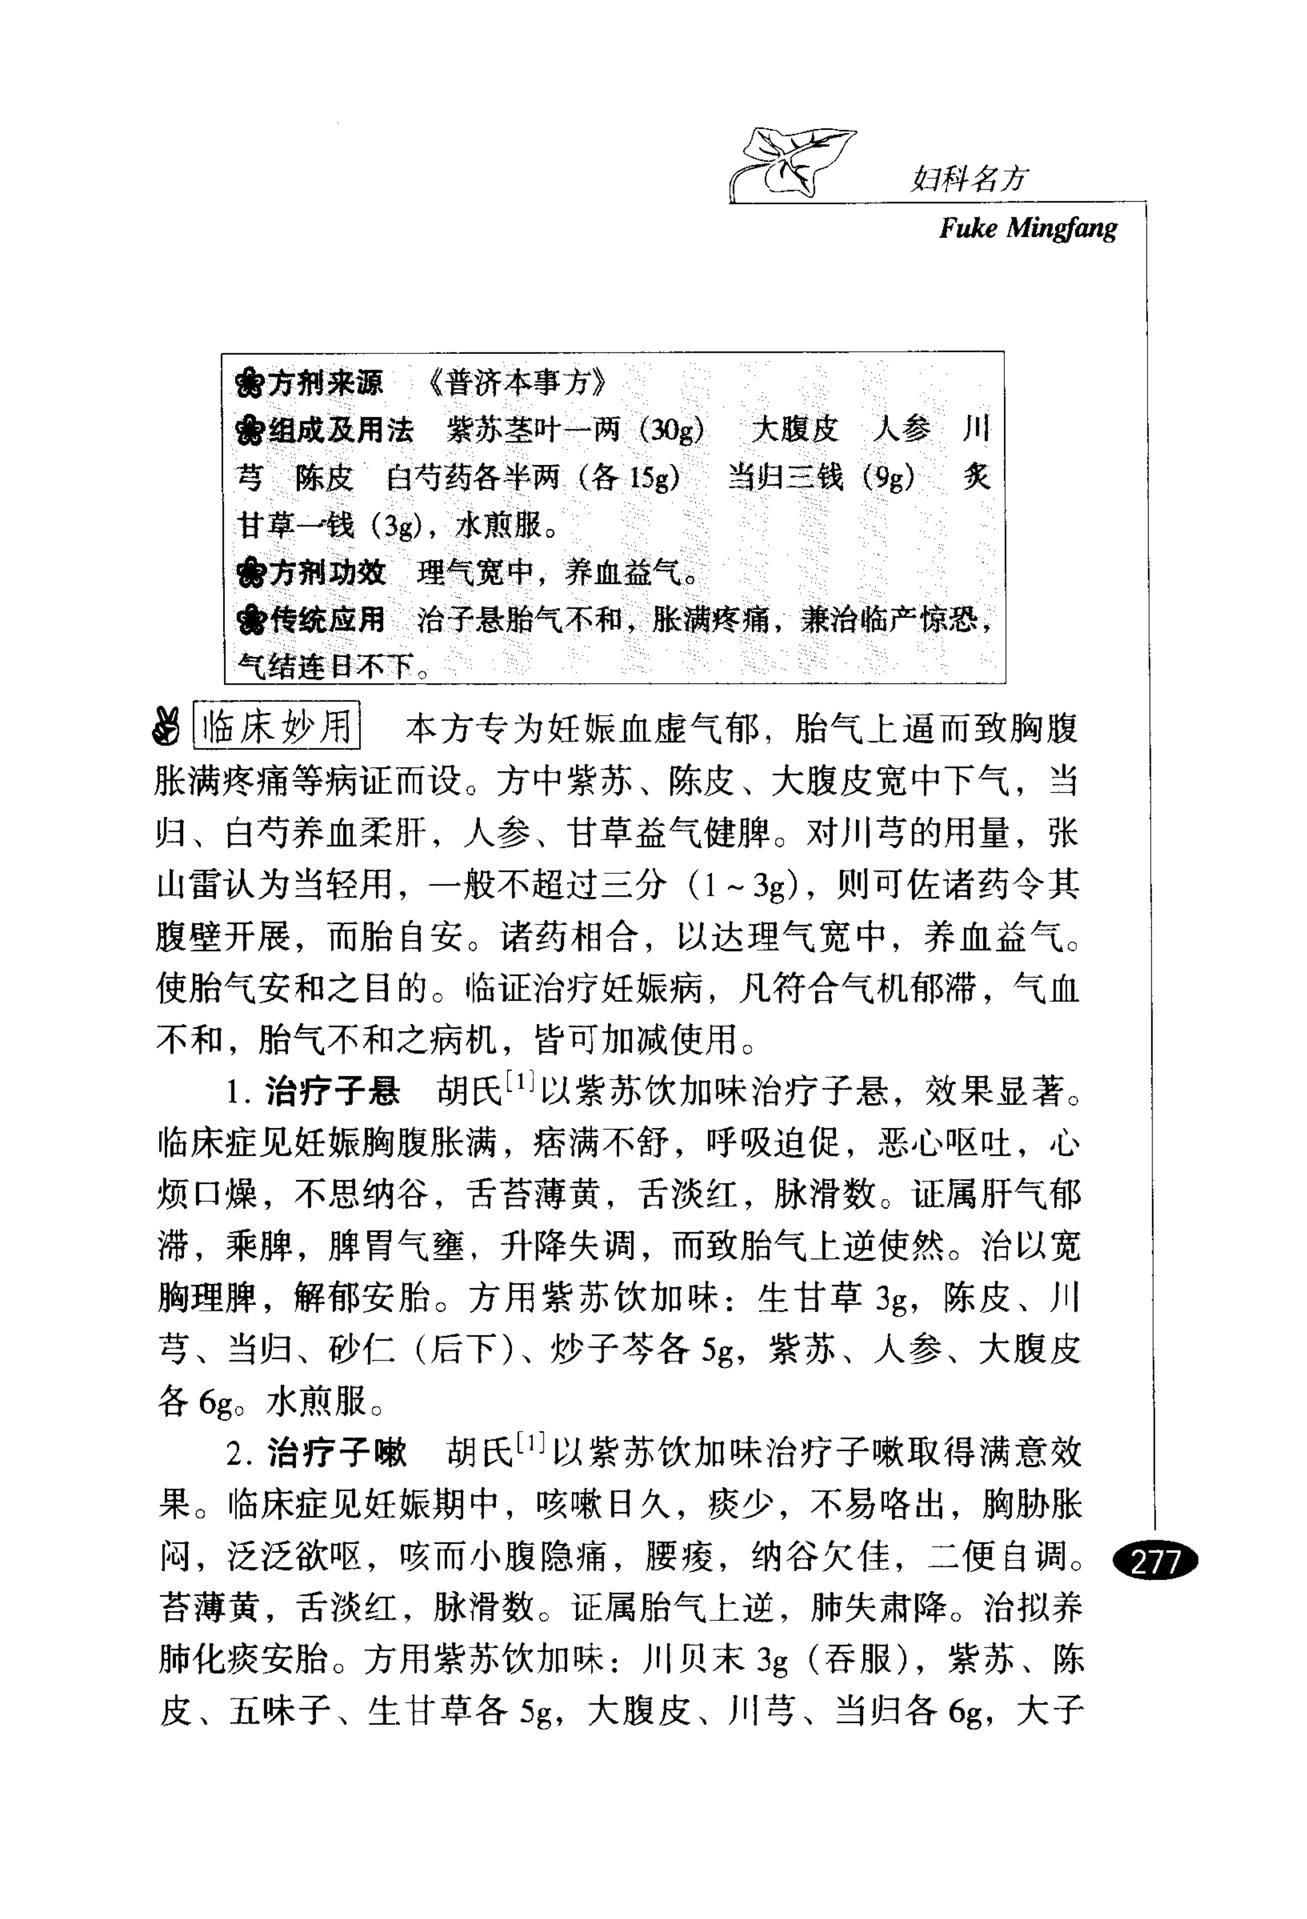 妇科名方
Fuke Mingfang
方剂来源 《普济本事方》
组成及用法 紫苏茎叶一两（30g） 大腹皮 人参 川
芎 陈皮 白芍药各半两（各 15g） 当归三钱（9g） 炙
甘草一钱（3g），水煎服。
方剂功效 理气宽中，养血益气。
传统应用 治子悬胎气不和，胀满疼痛，兼治临产惊恐，
气结连日不下。
临床妙用 本方专为妊娠血虚气郁，胎气上逼而致胸腹
胀满疼痛等病证而设。方中紫苏、陈皮、大腹皮宽中下气，当
归、白芍养血柔肝，人参、甘草益气健脾。对川芎的用量，张
山雷认为当轻用，一般不超过三分（1～3g），则可佐诸药令其
腹壁开展，而胎自安。诸药相合，以达理气宽中，养血益气。
使胎气安和之目的。临证治疗妊娠病，凡符合气机郁滞，气血
不和，胎气不和之病机，皆可加减使用。
1. 治疗子悬 胡氏[1]以紫苏饮加味治疗子悬，效果显著。
临床症见妊娠胸腹胀满，痞满不舒，呼吸迫促，恶心呕吐，心
烦口燥，不思纳谷，舌苔薄黄，舌淡红，脉滑数。证属肝气郁
滞，乘脾，脾胃气壅，升降失调，而致胎气上逆使然。治以宽
胸理脾，解郁安胎。方用紫苏饮加味：生甘草 3g，陈皮、川
芎、当归、砂仁（后下）、炒子芩各 5g，紫苏、人参、大腹皮
各 6g。水煎服。
2. 治疗子嗽 胡氏[1]以紫苏饮加味治疗子嗽取得满意效
果。临床症见妊娠期中，咳嗽日久，痰少，不易咯出，胸胁胀
闷，泛泛欲呕，咳而小腹隐痛，腰痠，纳谷欠佳，二便自调。
苔薄黄，舌淡红，脉滑数。证属胎气上逆，肺失肃降。治拟养
肺化痰安胎。方用紫苏饮加味：川贝末 3g（吞服），紫苏、陈
皮、五味子、生甘草各 5g，大腹皮、川芎、当归各 6g，大子
277